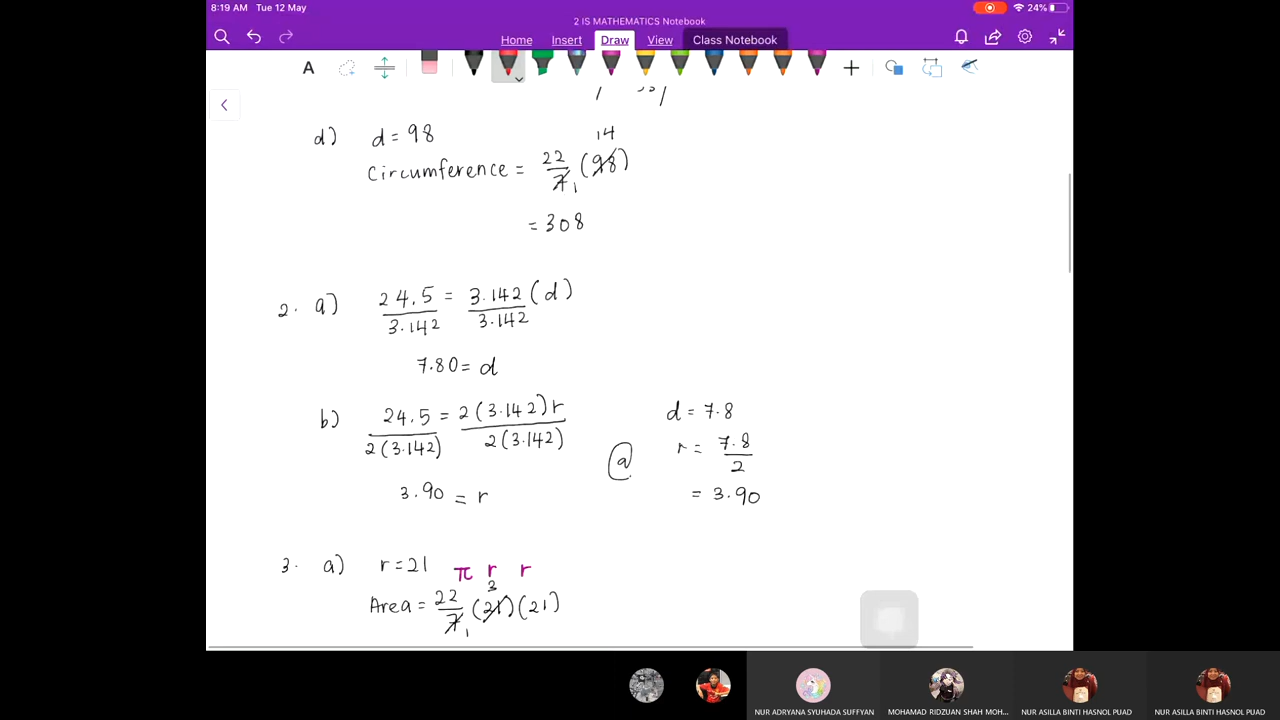 8:19 AM Tue 12 May
24%
2 IS MATHEMATICS Notebook
Home Insert Draw View Class Notebook
A
d) d = 98
14
Circumference = 22/7 (98)
1
= 308
2. a) 24.5/3.142 = 3.142(d)/3.142
7.80 = d
b) 24.5/2(3.142) = 2(3.142)r/2(3.142)
3.90 = r
@
d = 7.8
r = 7.8/2
= 3.90
3. a) r = 21
π r r
3
Area = 22/7 (21)(21)
1
NUR ADRYANA SYUHADA SUFFYAN
MOHAMAD RIDZUAN SHAH MOH...
NUR ASILLA BINTI HASNOL PUAD
NUR ASILLA BINTI HASNOL PUAD